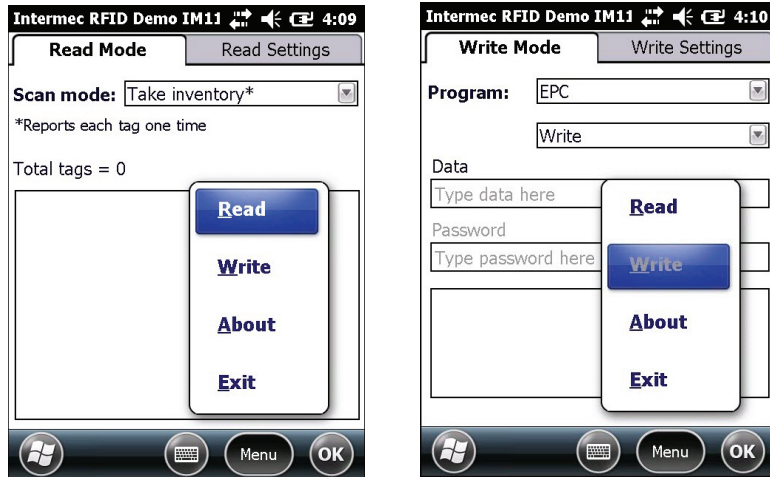 Intermec RFID Demo IM11 4:09
Read Mode Read Settings
Scan mode: Take inventory*
*Reports each tag one time
Total tags = 0
Read
Write
About
Exit
Menu OK
Intermec RFID Demo IM11 4:10
Write Mode Write Settings
Program: EPC
Write
Data
Type data here
Password
Type password here
Read
Write
About
Exit
Menu OK